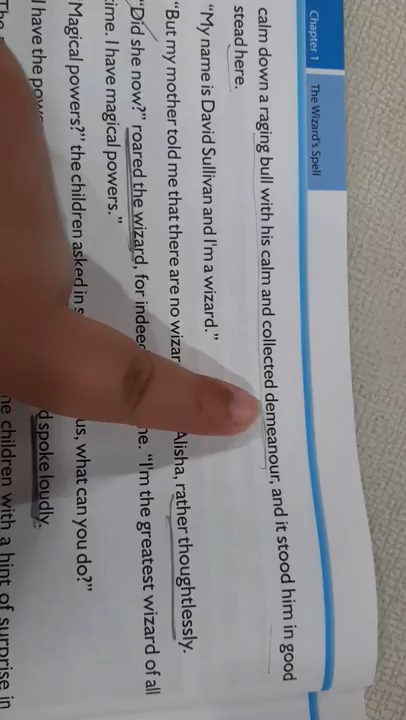 Chapter 1 The Wizard's Spell
calm down a raging bull with his calm and collected demeanour, and it stood him in good
stead here.
"My name is David Sullivan and I'm a wizard."
"But my mother told me that there are no wizar Alisha, rather thoughtlessly.
"Did she now?" roared the wizard, for indeed ne. "I'm the greatest wizard of all
time. I have magical powers."
Magical powers?" the children asked in us, what can you do?"
I have the d spoke loudly.
The he children with a hint of surprise in